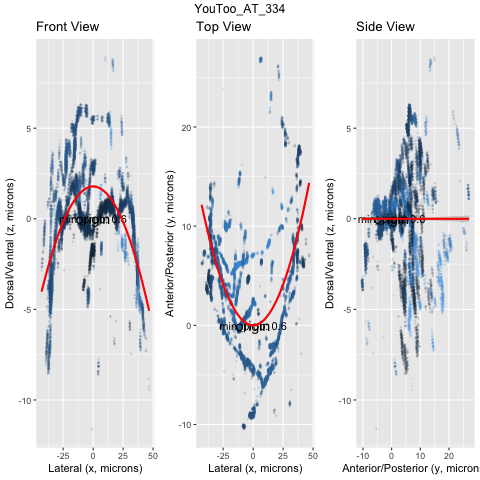 YouToo_AT_334
Front View
Top View
Side View
Dorsal/Ventral (z, microns)
5
0
-5
-10
-25
0
25
50
Lateral (x, microns)
Anterior/Posterior (y, microns)
20
10
0
-10
-25
0
25
50
Lateral (x, microns)
Dorsal/Ventral (z, microns)
5
0
-5
-10
-10
0
10
20
Anterior/Posterior (y, micron